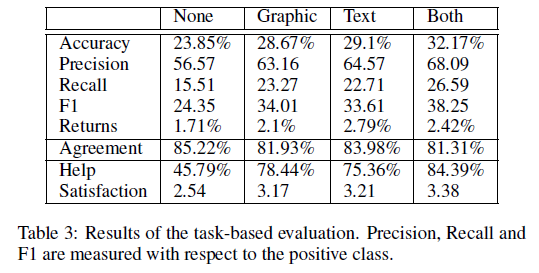 None Graphic Text Both
Accuracy 23.85% 28.67% 29.1% 32.17%
Precision 56.57 63.16 64.57 68.09
Recall 15.51 23.27 22.71 26.59
F1 24.35 34.01 33.61 38.25
Returns 1.71% 2.1% 2.79% 2.42%
Agreement 85.22% 81.93% 83.98% 81.31%
Help 45.79% 78.44% 75.36% 84.39%
Satisfaction 2.54 3.17 3.21 3.38
Table 3: Results of the task-based evaluation. Precision, Recall and
F1 are measured with respect to the positive class.